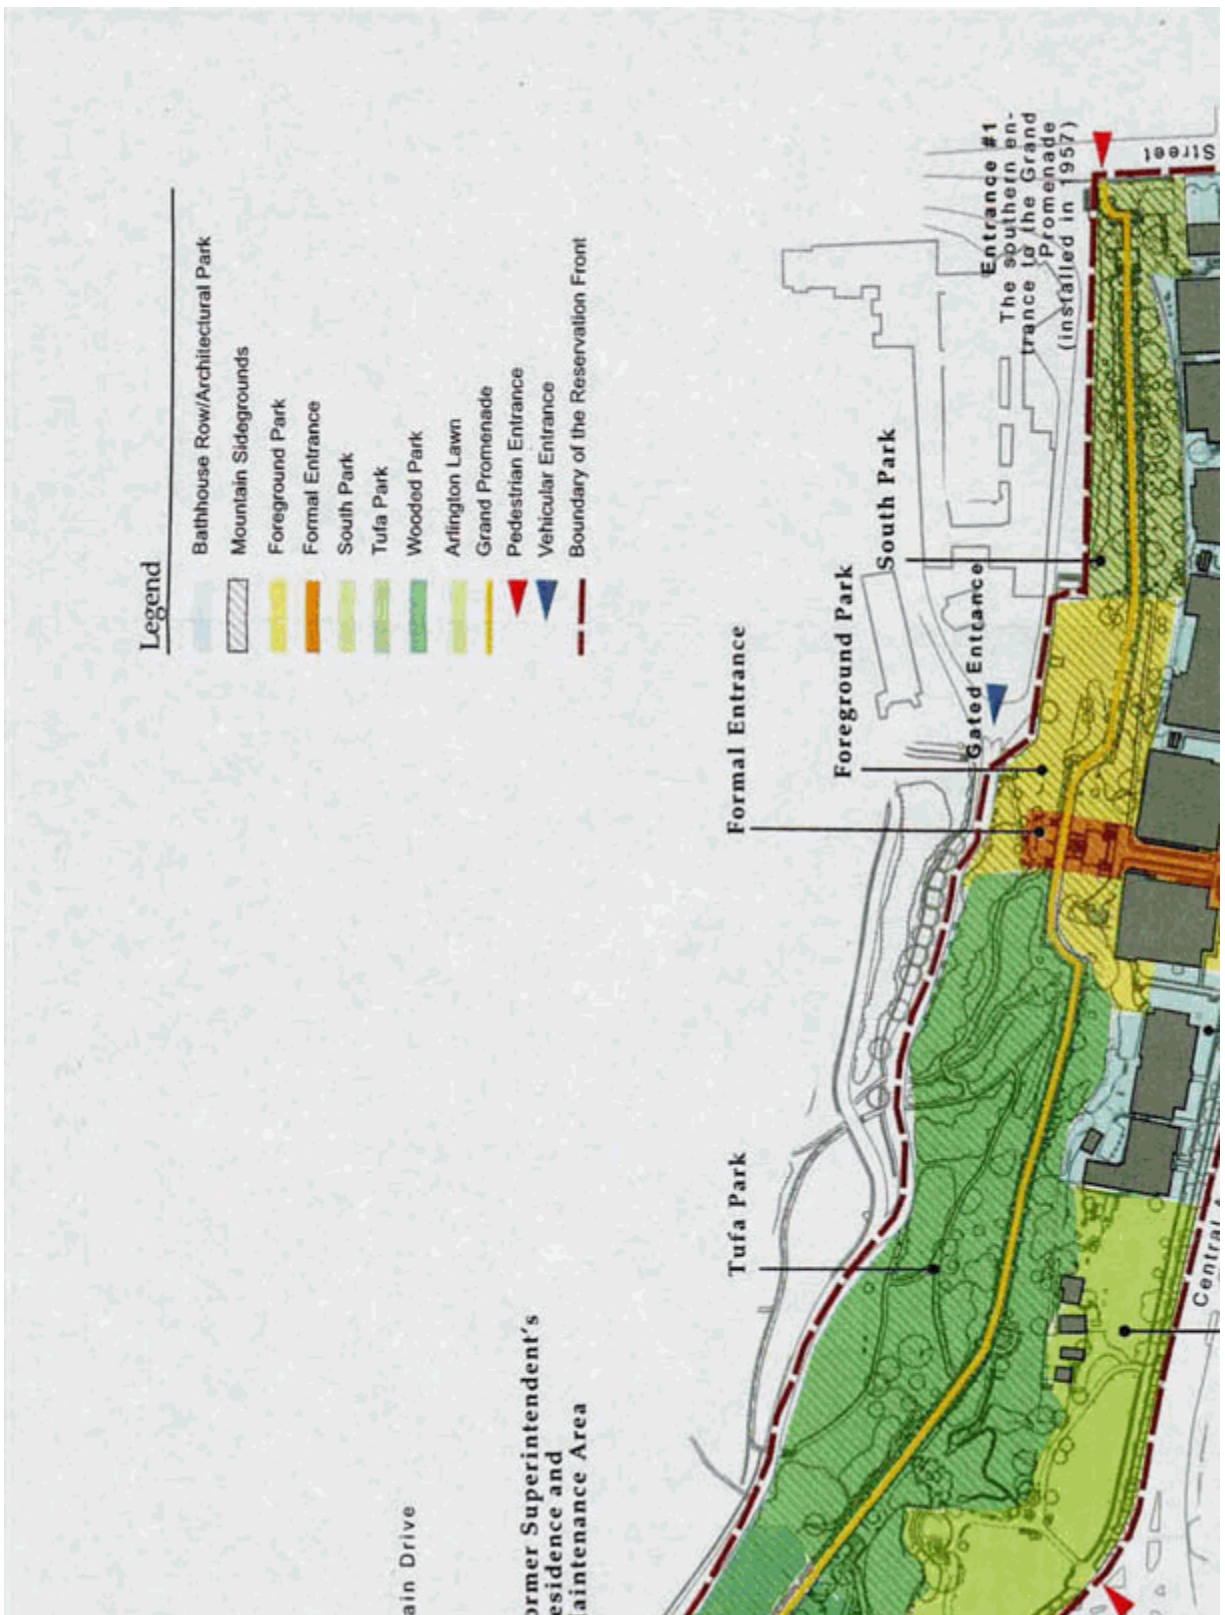 Legend
Bathhouse Row/Architectural Park
Mountain Sidegrounds
Foreground Park
Formal Entrance
South Park
Tufa Park
Wooded Park
Arlington Lawn
Grand Promenade
Pedestrian Entrance
Vehicular Entrance
Boundary of the Reservation Front
Entrance #1
The southern en-
trance to the Grand
Promenade
(installed in 1957)
Street
South Park
Gated Entrance
Foreground Park
Formal Entrance
Tufa Park
Central A
ormer Superintendent's
esidence and
aintenance Area
ain Drive